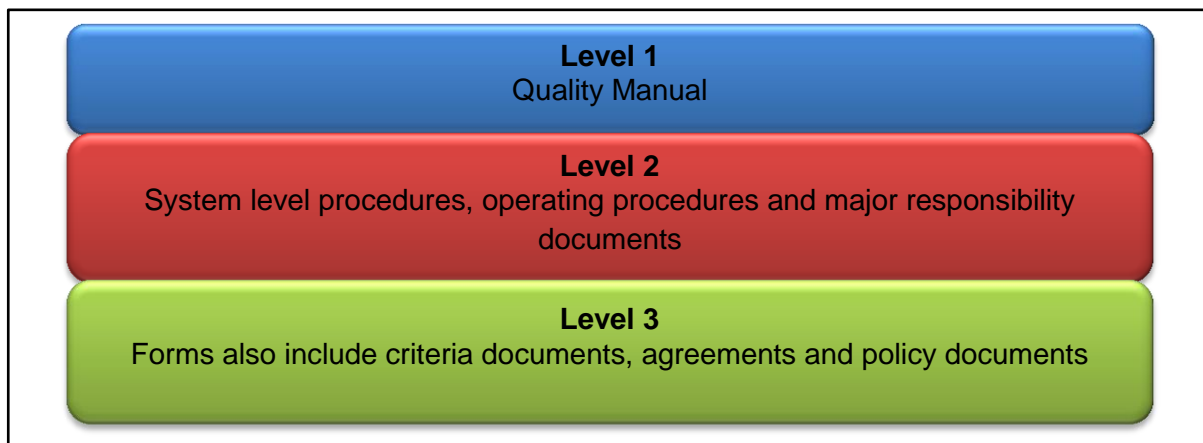 Level 1
Quality Manual
Level 2
System level procedures, operating procedures and major responsibility
documents
Level 3
Forms also include criteria documents, agreements and policy documents